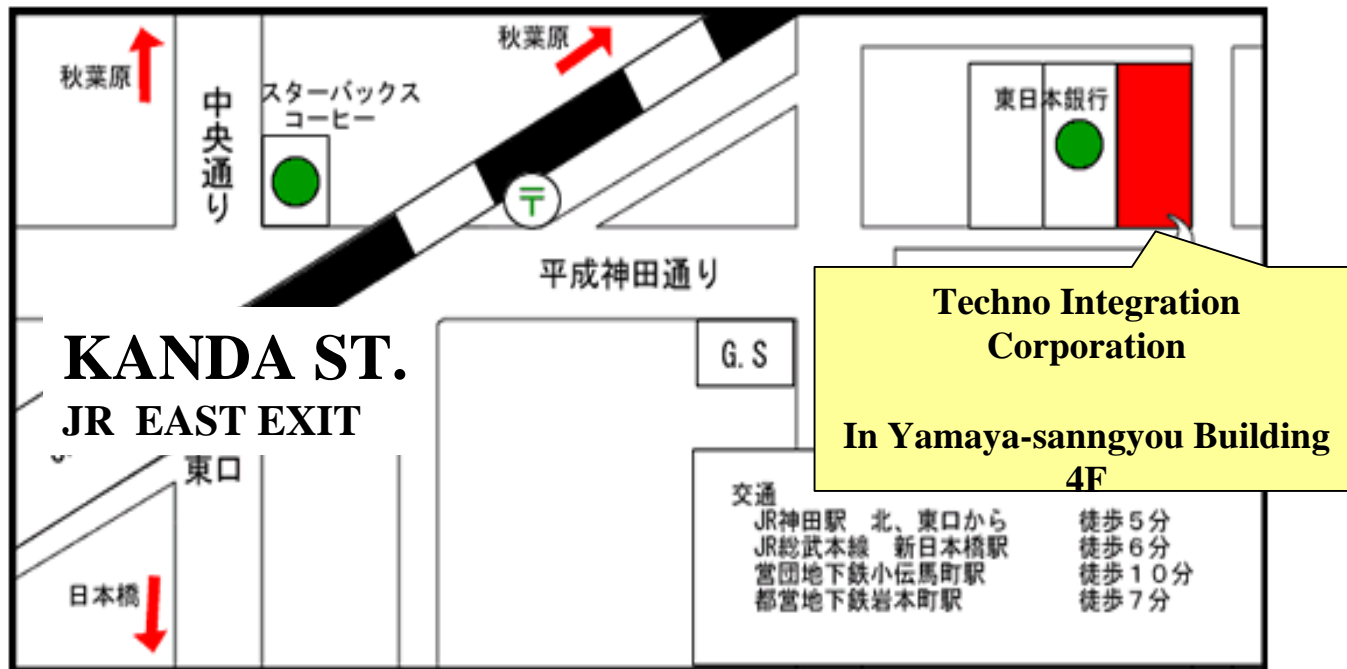 秋葉原
秋葉原
中央通り
スターバックス
コーヒー
〒
東日本銀行
平成神田通り
KANDA ST.
JR EAST EXIT
東口
G.S
Techno Integration
Corporation
In Yamaya-sanngyou Building
4F
交通
JR神田駅 北、東口から 徒歩5分
JR総武本線 新日本橋駅 徒歩6分
営団地下鉄小伝馬町駅 徒歩10分
都営地下鉄岩本町駅 徒歩7分
日本橋